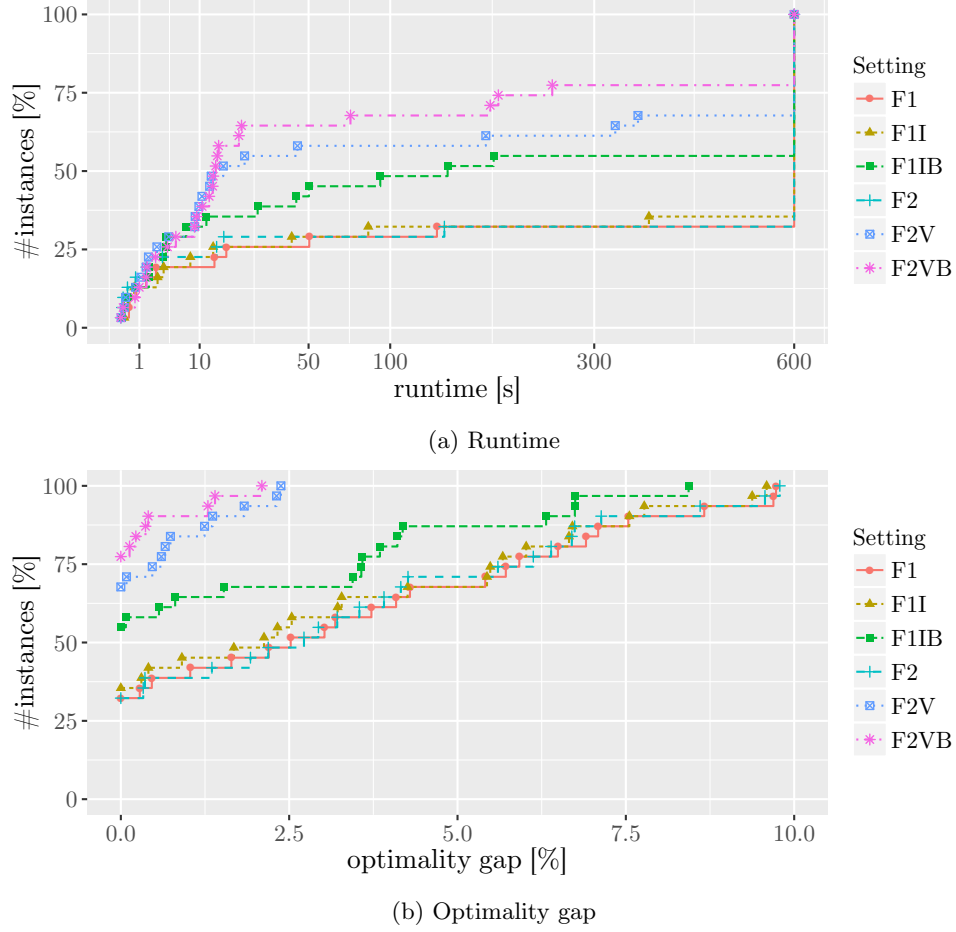 100
75
50
25
0
#instances [%]
1 10 50 100 300 600
runtime [s]
Setting
F1
F1I
F1IB
F2
F2V
F2VB
(a) Runtime
100
75
50
25
0
#instances [%]
0.0 2.5 5.0 7.5 10.0
optimality gap [%]
Setting
F1
F1I
F1IB
F2
F2V
F2VB
(b) Optimality gap